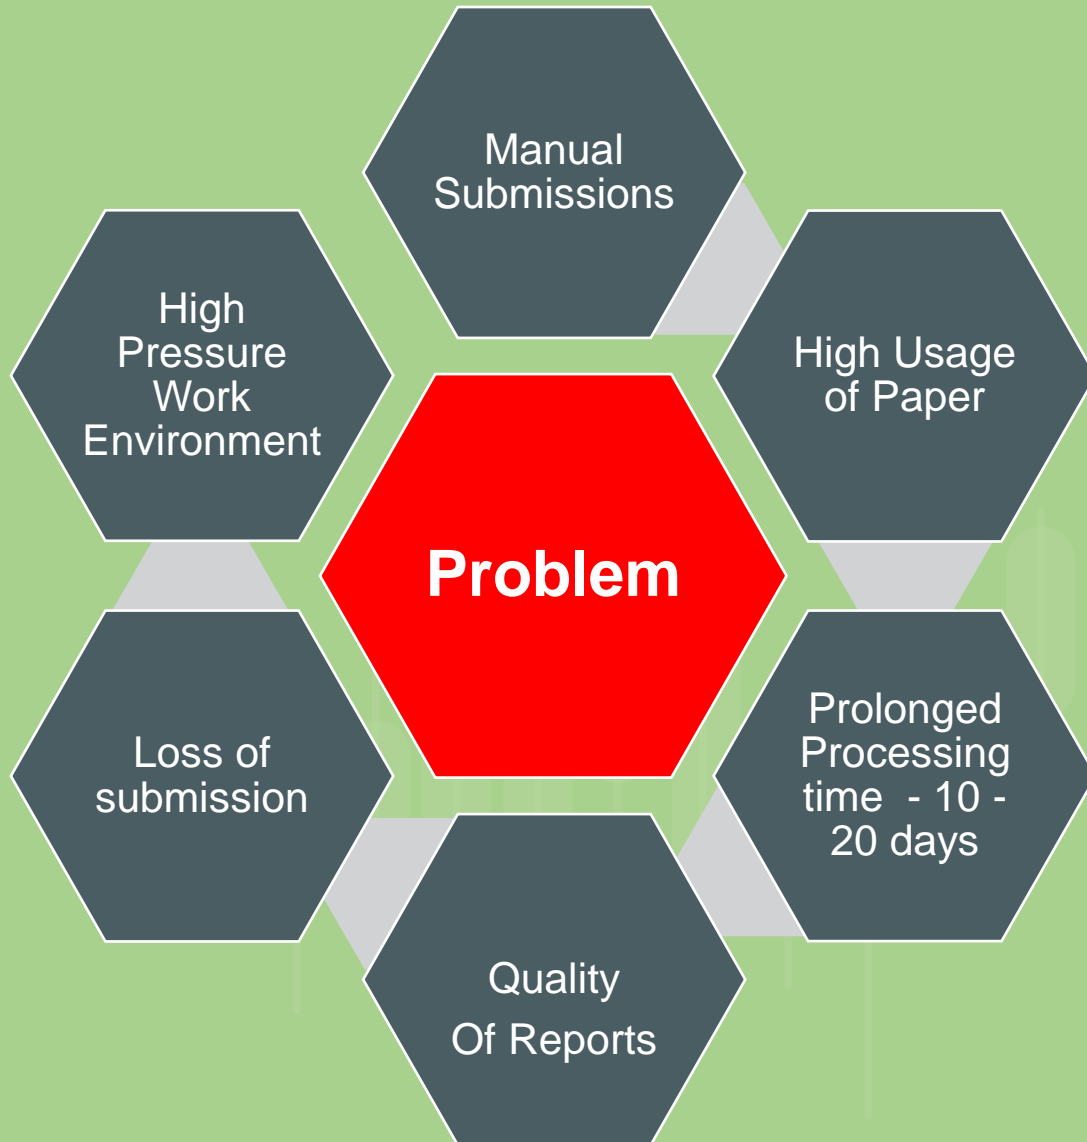 Manual
Submissions
High Usage
of Paper
Prolonged
Processing
time - 10 -
20 days
Quality
Of Reports
Loss of
submission
High
Pressure
Work
Environment
Problem